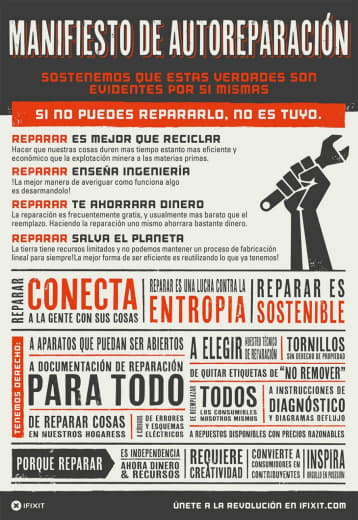 MANIFIESTO DE AUTOREPARACIÓN
SOSTENEMOS QUE ESTAS VERDADES SON
EVIDENTES POR SI MISMAS
SI NO PUEDES REPARARLO, NO ES TUYO.
REPARAR ES MEJOR QUE RECICLAR
Hacer que nuestras cosas duren mas tiempo estanto mas eficiente y
económico que la explotación minera a las materias primas.
REPARAR ENSEÑA INGENIERÍA
!La mejor manera de averiguar como funciona algo
es desarmandolo!
REPARAR TE AHORRARA DINERO
La reparación es frecuentemente gratis, y usualmente mas barato que el
reemplazo. Haciendo la reparación uno mismo ahorrara bastante dinero.
REPARAR SALVA EL PLANETA
La tierra tiene recursos limitados y no podemos mantener un proceso de fabricación
lineal para siempre!La mejor forma de ser eficiente es reutilizando lo que ya tenemos!
REPARAR CONECTA
A LA GENTE CON SUS COSAS
REPARAR ES UNA LUCHA CONTRA LA
ENTROPIA
REPARAR ES
SOSTENIBLE
TENEMOS DERECHO:
A APARATOS QUE PUEDAN SER ABIERTOS
A DOCUMENTACIÓN DE REPARACIÓN
PARA TODO
DE REPARAR COSAS
EN NUESTROS HOGARESS
DE ERRORES
Y ESQUEMAS
ELÉCTRICOS
A ELEGIR
NUESTRO TÉCNICO
DE REPARACIÓN
TORNILLOS
SIN DERECHO DE PROPIEDAD
DE QUITAR ETIQUETAS DE "NO REMOVER"
DE REEMPLAZAR
TODOS
LOS CONSUMIBLES
NOSOTROS MISMOS
A INSTRUCCIONES DE
DIAGNÓSTICO
Y DIAGRAMAS DEFLUJO
A REPUESTOS DISPONIBLES CON PRECIOS RAZONABLES
PORQUE REPARAR
ES INDEPENDENCIA
AHORA DINERO
& RECURSOS
REQUIERE
CREATIVIDAD
CONVIERTE A
CONSUMIDORES EN
CONTRIBUYENTES
INSPIRA
ORGULLO EN POSESIÓN
IFIXIT
ÚNETE A LA REVOLUCIÓN EN IFIXIT.COM